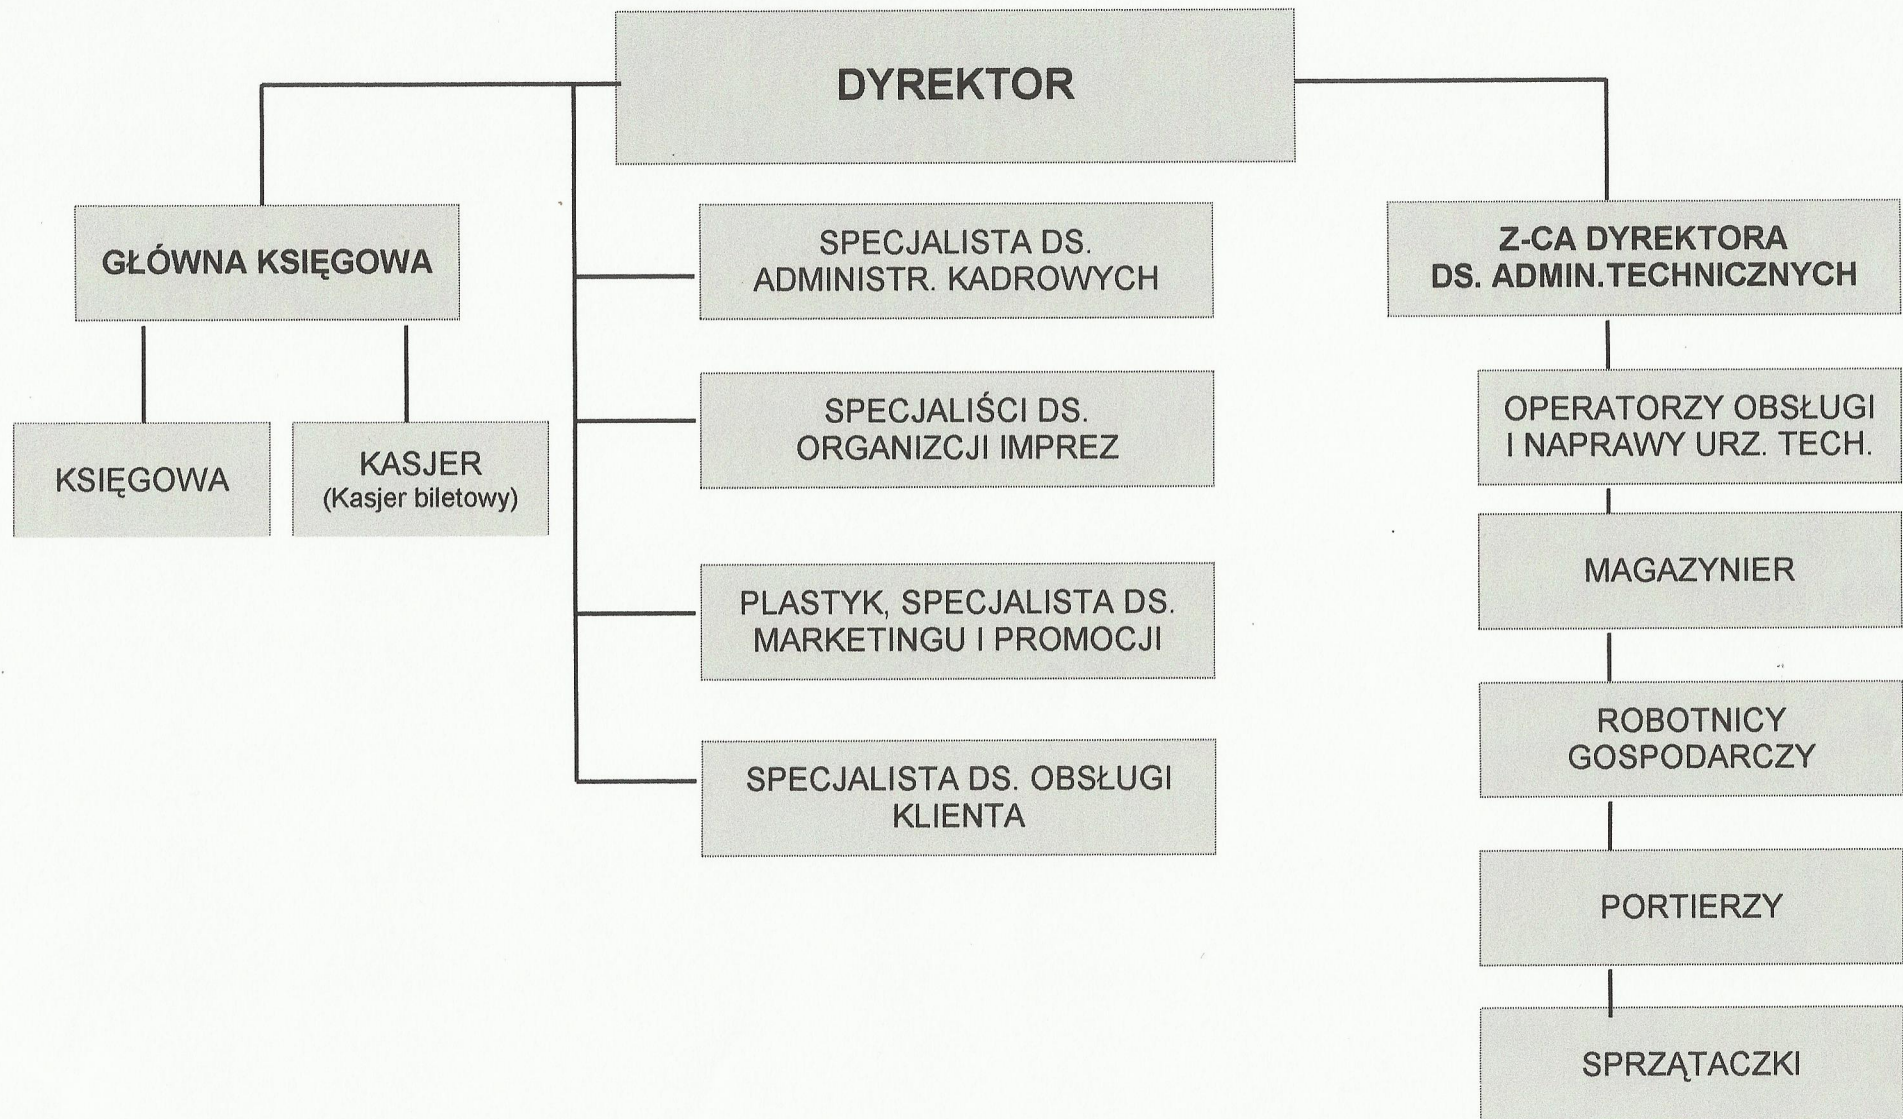 DYREKTOR
GŁÓWNA KSIĘGOWA
KSIĘGOWA
KASJER
(Kasjer biletowy)
SPECJALISTA DS.
ADMINISTR. KADROWYCH
SPECJALIŚCI DS.
ORGANIZCJI IMPREZ
PLASTYK, SPECJALISTA DS.
MARKETINGU I PROMOCJI
SPECJALISTA DS. OBSŁUGI
KLIENTA
Z-CA DYREKTORA
DS. ADMIN.TECHNICZNYCH
OPERATORZY OBSŁUGI
I NAPRAWY URZ. TECH.
MAGAZYNIER
ROBOTNICY
GOSPODARCZY
PORTIERZY
SPRZĄTACZKI